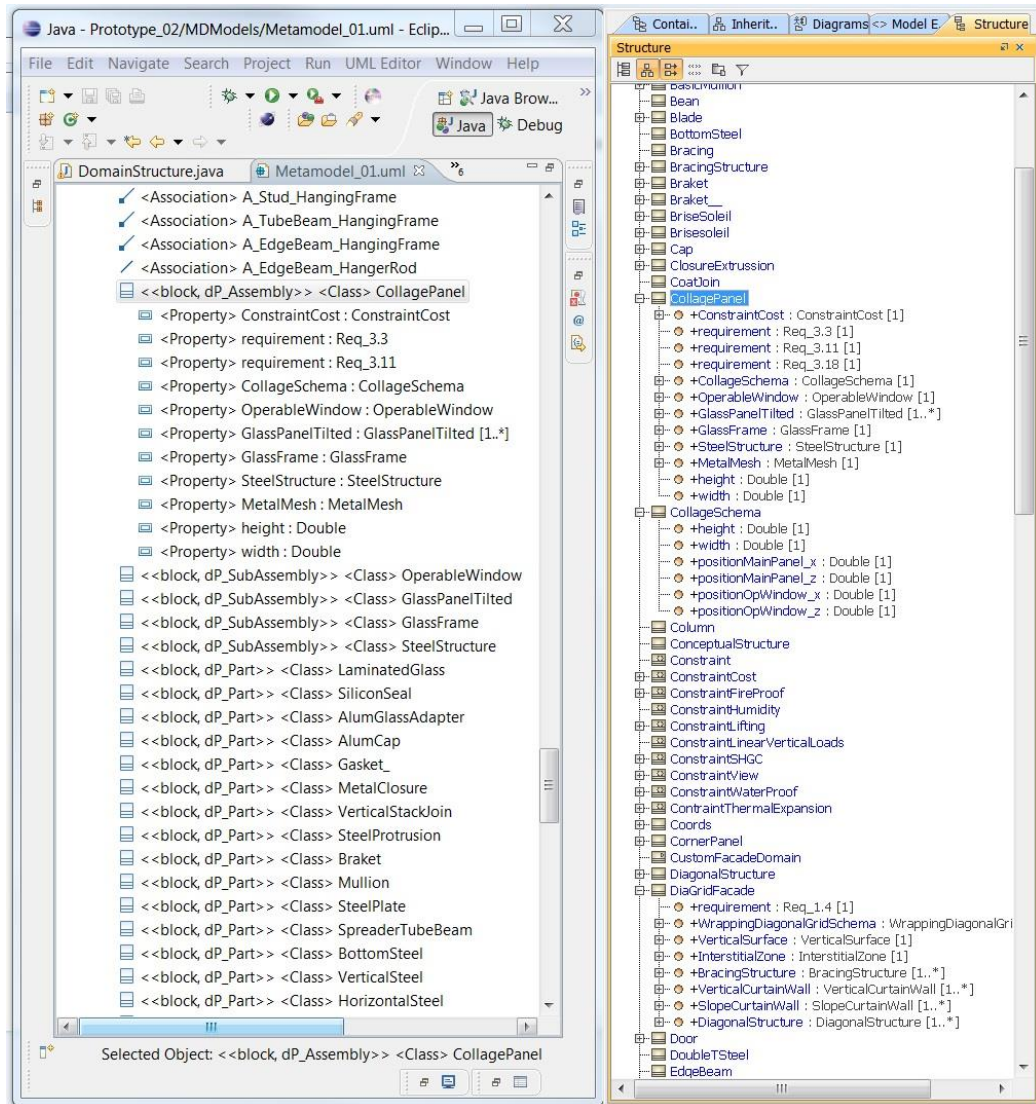 Java - Prototype_02/MDModels/Metamodel_01.uml - Eclip...
File Edit Navigate Search Project Run UML Editor Window Help
Java Brow...
Java Debug
DomainStructure.java
Metamodel_01.uml
6
<Association> A_Stud_HangingFrame
<Association> A_TubeBeam_HangingFrame
<Association> A_EdgeBeam_HangingFrame
<Association> A_EdgeBeam_HangerRod
<<block, dP_Assembly>> <Class> CollagePanel
<Property> ConstraintCost : ConstraintCost
<Property> requirement : Req_3.3
<Property> requirement : Req_3.11
<Property> CollageSchema : CollageSchema
<Property> OperableWindow : OperableWindow
<Property> GlassPanelTilted : GlassPanelTilted [1..*]
<Property> GlassFrame : GlassFrame
<Property> SteelStructure : SteelStructure
<Property> MetalMesh : MetalMesh
<Property> height : Double
<Property> width : Double
<<block, dP_SubAssembly>> <Class> OperableWindow
<<block, dP_SubAssembly>> <Class> GlassPanelTilted
<<block, dP_SubAssembly>> <Class> GlassFrame
<<block, dP_SubAssembly>> <Class> SteelStructure
<<block, dP_Part>> <Class> LaminatedGlass
<<block, dP_Part>> <Class> SiliconSeal
<<block, dP_Part>> <Class> AlumGlassAdapter
<<block, dP_Part>> <Class> AlumCap
<<block, dP_Part>> <Class> Gasket_
<<block, dP_Part>> <Class> MetalClosure
<<block, dP_Part>> <Class> VerticalStackJoin
<<block, dP_Part>> <Class> SteelProtrusion
<<block, dP_Part>> <Class> Braket
<<block, dP_Part>> <Class> Mullion
<<block, dP_Part>> <Class> SteelPlate
<<block, dP_Part>> <Class> SpreaderTubeBeam
<<block, dP_Part>> <Class> BottomSteel
<<block, dP_Part>> <Class> VerticalSteel
<<block, dP_Part>> <Class> HorizontalSteel
Selected Object: <<block, dP_Assembly>> <Class> CollagePanel
Contai.. Inherit.. Diagrams <> Model E. Structure
Structure
BasicMullion
Bean
Blade
BottomSteel
Bracing
BracingStructure
Braket
Braket__
BriseSoleil
Brisesoleil
Cap
ClosureExtrussion
CoatJoin
CollagePanel
+ConstraintCost : ConstraintCost [1]
+requirement : Req_3.3 [1]
+requirement : Req_3.11 [1]
+requirement : Req_3.18 [1]
+CollageSchema : CollageSchema [1]
+OperableWindow : OperableWindow [1]
+GlassPanelTilted : GlassPanelTilted [1..*]
+GlassFrame : GlassFrame [1]
+SteelStructure : SteelStructure [1]
+MetalMesh : MetalMesh [1]
+height : Double [1]
+width : Double [1]
CollageSchema
+height : Double [1]
+width : Double [1]
+positionMainPanel_x : Double [1]
+positionMainPanel_z : Double [1]
+positionOpWindow_x : Double [1]
+positionOpWindow_z : Double [1]
Column
ConceptualStructure
Constraint
ConstraintCost
ConstraintFireProof
ConstraintHumidity
ConstraintLifting
ConstraintLinearVerticalLoads
ConstraintSHGC
ConstraintView
ConstraintWaterProof
ContraintThermalExpansion
Coords
CornerPanel
CustomFacadeDomain
DiagonalStructure
DiaGridFacade
+requirement : Req_1.4 [1]
+WrappingDiagonalGridSchema : WrappingDiagonalGri
+VerticalSurface : VerticalSurface [1]
+InterstitialZone : InterstitialZone [1]
+BracingStructure : BracingStructure [1..*]
+VerticalCurtainWall : VerticalCurtainWall [1..*]
+SlopeCurtainWall : SlopeCurtainWall [1..*]
+DiagonalStructure : DiagonalStructure [1..*]
Door
DoubleTSteel
EdgeBeam